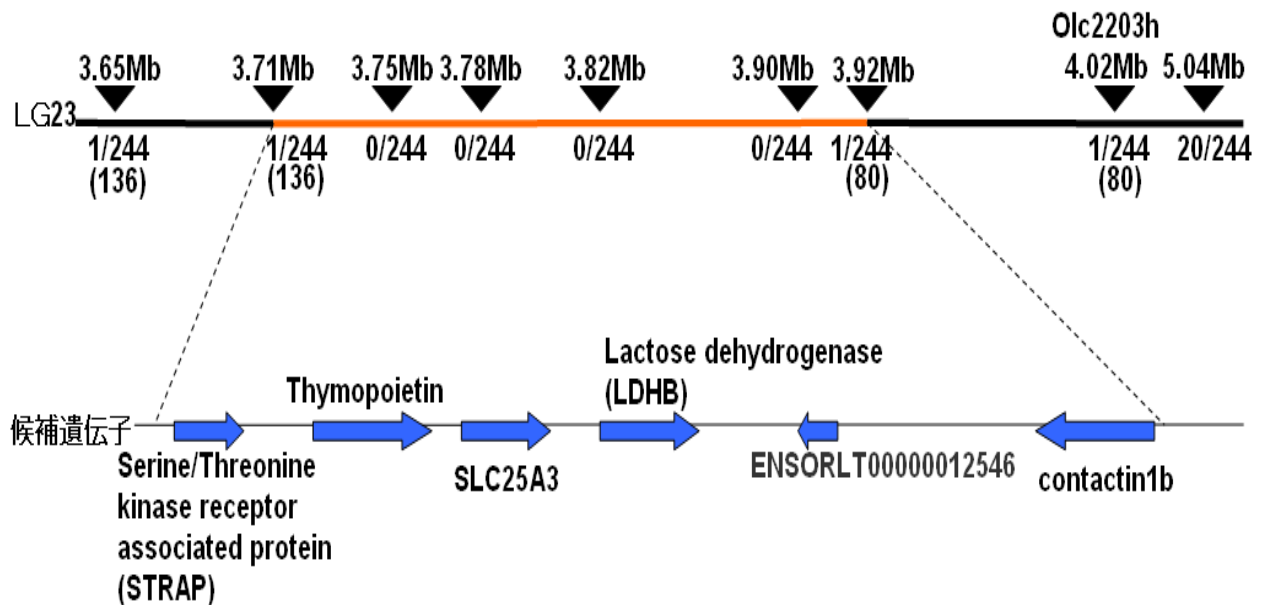 Olc2203h
3.65Mb 3.71Mb 3.75Mb 3.78Mb 3.82Mb 3.90Mb 3.92Mb 4.02Mb 5.04Mb
LG23
1/244 1/244 0/244 0/244 0/244 0/244 1/244 1/244 20/244
(136) (136) (80) (80)
Lactose dehydrogenase
(LDHB)
Thymopoietin
候補遺伝子
Serine/Threonine
kinase receptor
associated protein
(STRAP)
SLC25A3
ENSORLT00000012546
contactin1b